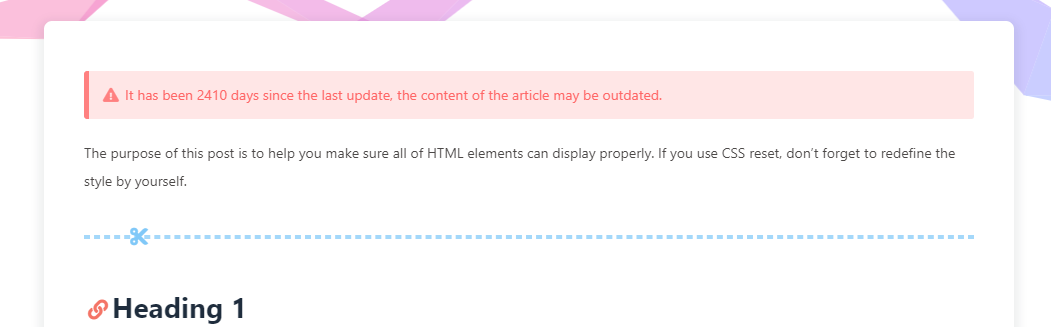 It has been 2410 days since the last update, the content of the article may be outdated.
The purpose of this post is to help you make sure all of HTML elements can display properly. If you use CSS reset, don’t forget to redefine the
style by yourself.
Heading 1